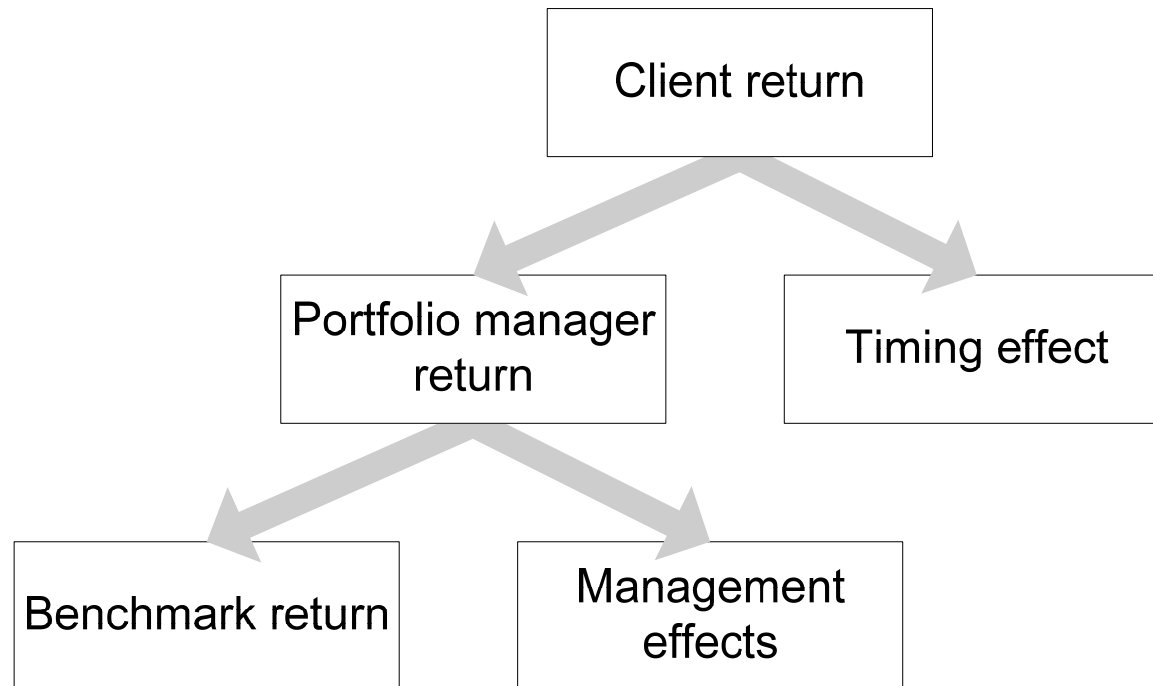 Client return
Portfolio manager
return
Timing effect
Benchmark return
Management
effects